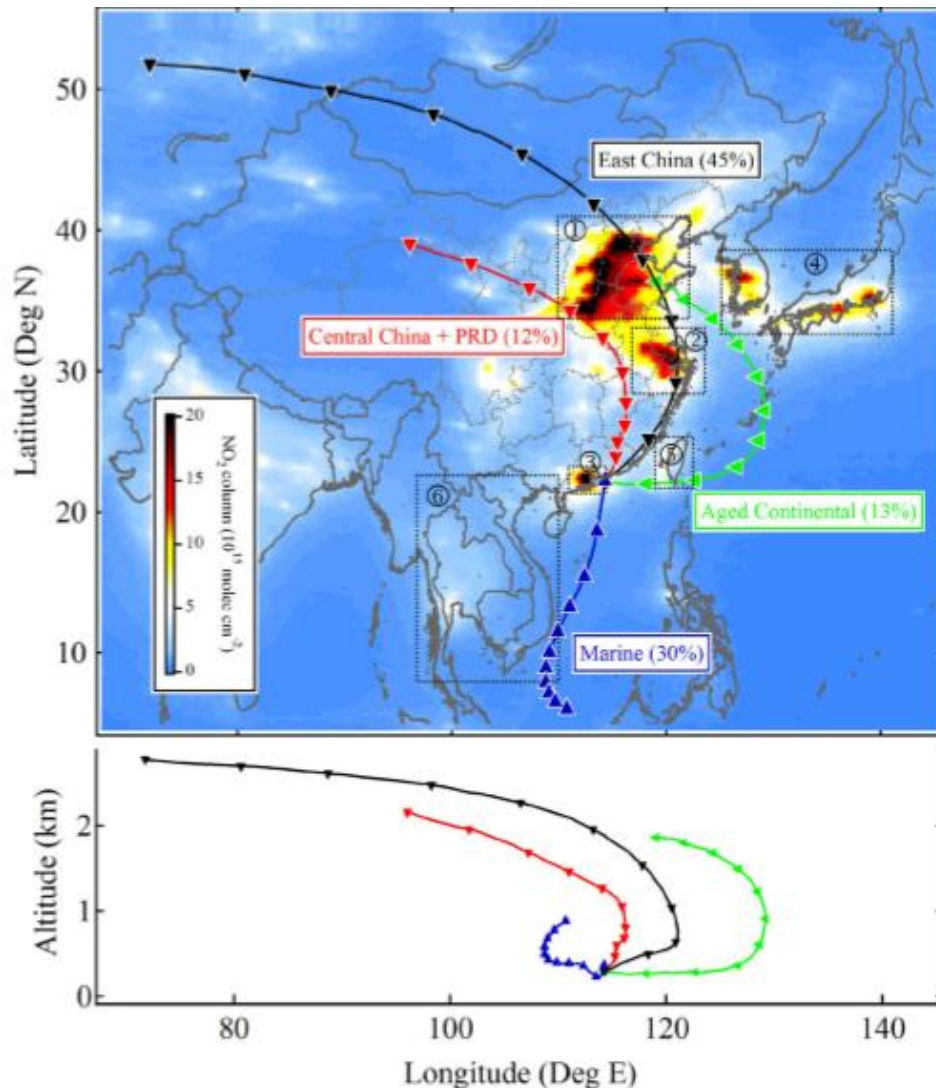 50
40
30
20
10
Latitude (Deg N)
East China (45%)
①
④
Central China + PRD (12%)
②
20
15
10
5
0
NO₂ column (10¹⁵ molec cm⁻²)
③
⑤
⑥
Aged Continental (13%)
Marine (30%)
2
1
0
Altitude (km)
80
100
120
140
Longitude (Deg E)